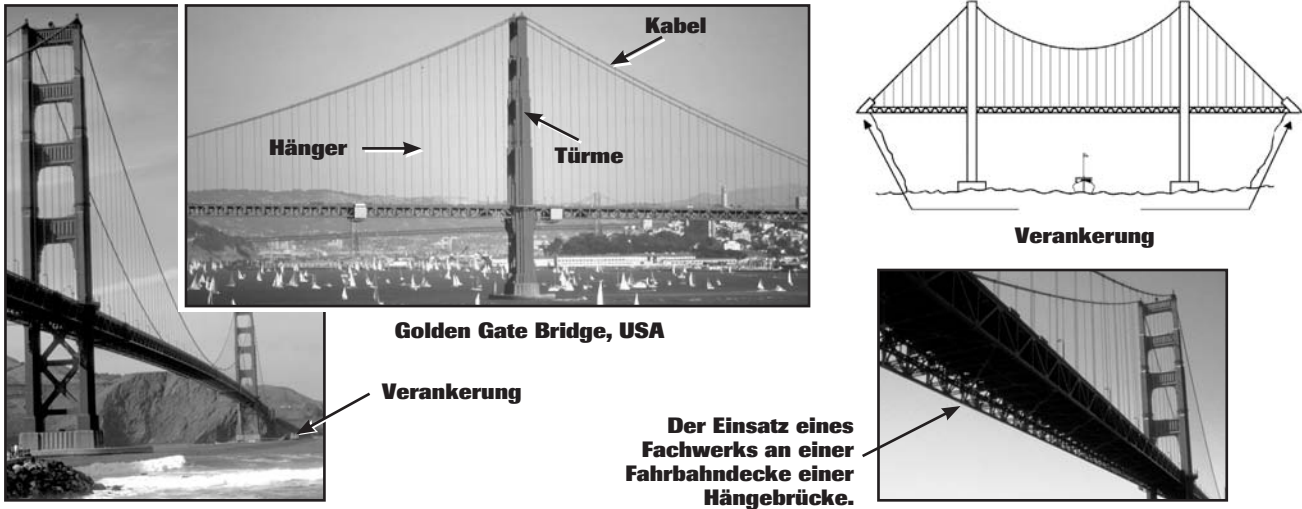 Kabel
Hänger
Türme
Verankerung
Golden Gate Bridge, USA
Verankerung
Der Einsatz eines
Fachwerks an einer
Fahrbahndecke einer
Hängebrücke.